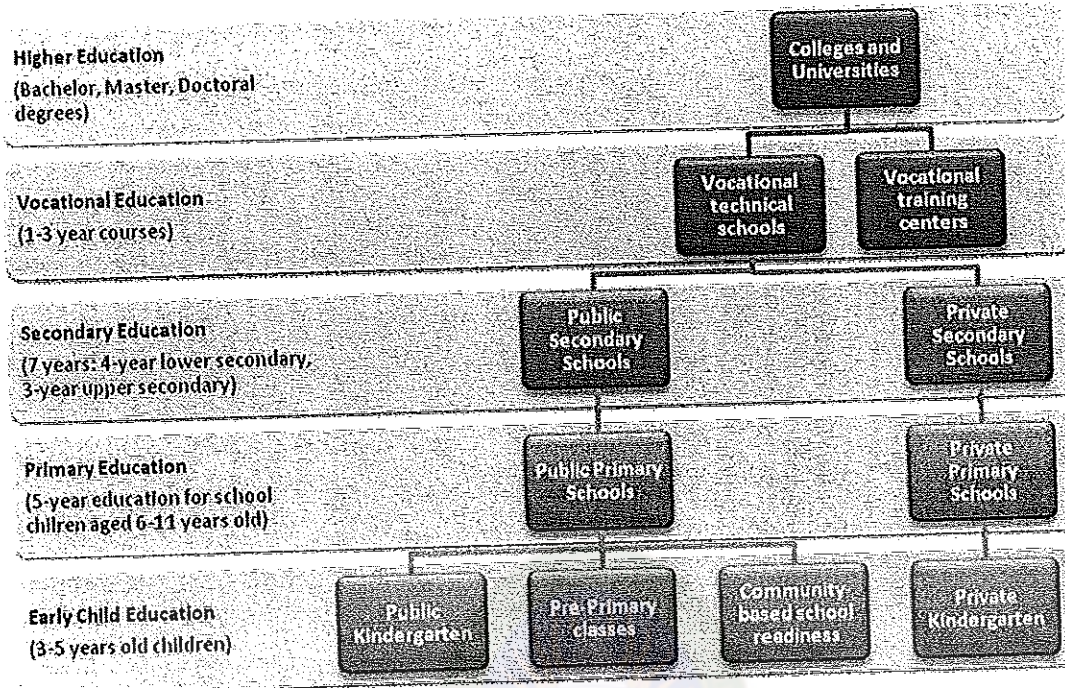 Higher Education
(Bachelor, Master, Doctoral
degrees)
Colleges and
Universities
Vocational Education
(1-3 year courses)
Vocational
technical
schools
Vocational
training
centers
Secondary Education
(7 years: 4-year lower secondary,
3-year upper secondary)
Public
Secondary
Schools
Private
Secondary
Schools
Primary Education
(5-year education for school
chilren aged 6-11 years old)
Public Primary
Schools
Private
Primary
Schools
Early Child Education
(3-5 years old children)
Public
Kindergarten
Pre-Primary
classes
Community
based school
readiness
Private
Kindergarten